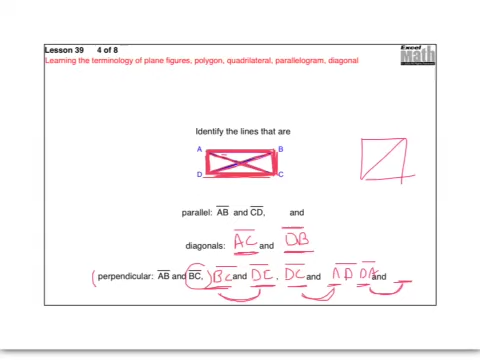 Lesson 39 4 of 8
Excel Math
Learning the terminology of plane figures, polygon, quadrilateral, parallelogram, diagonal
Identify the lines that are
A B
D C
parallel: AB and CD, and
diagonals: AC and DB
(perpendicular: AB and BC,) BC and DC, DC and AD DA and